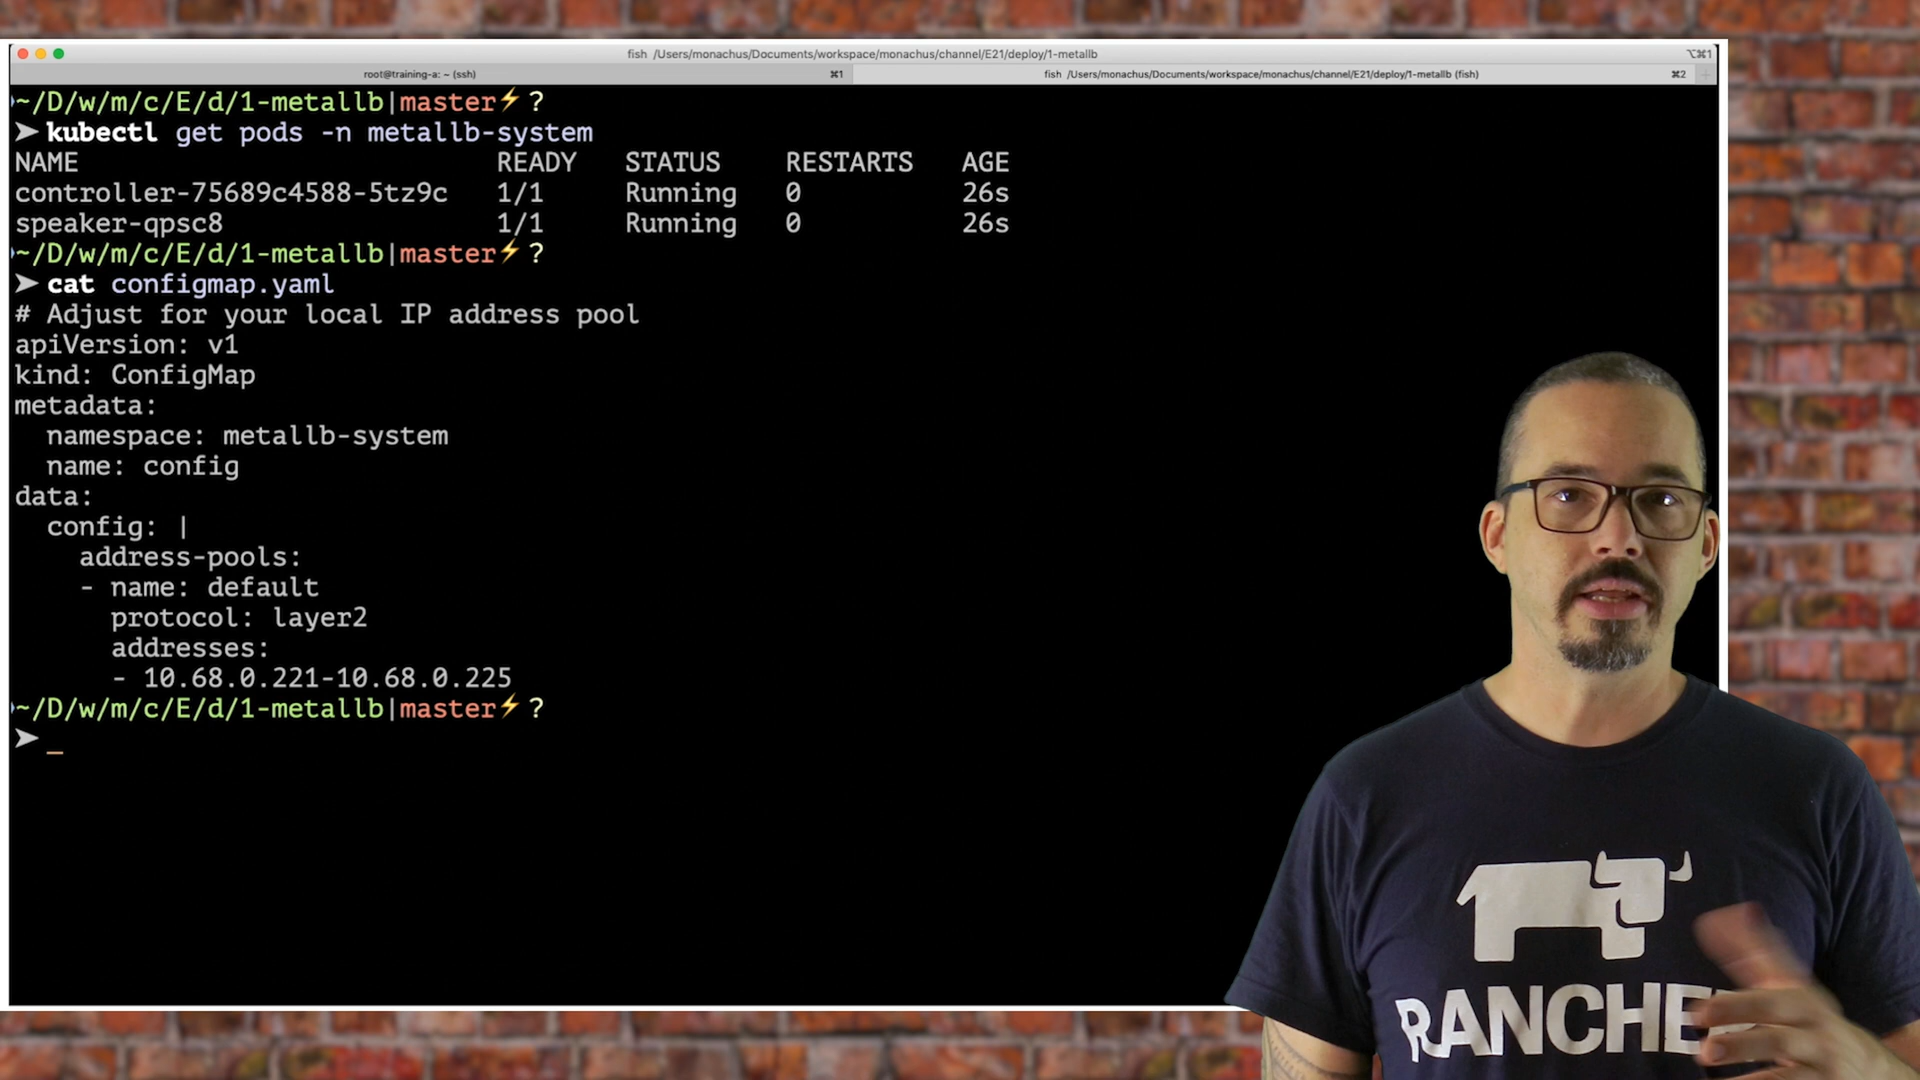 fish /Users/monachus/Documents/workspace/monachus/channel/E21/deploy/1-metallb
⌥⌘1
root@training-a: ~ (ssh)
⌘1
fish /Users/monachus/Documents/workspace/monachus/channel/E21/deploy/1-metallb (fish)
⌘2
~/D/w/m/c/E/d/1-metallb|master⚡?
➤ kubectl get pods -n metallb-system
NAME READY STATUS RESTARTS AGE
controller-75689c4588-5tz9c 1/1 Running 0 26s
speaker-qpsc8 1/1 Running 0 26s
~/D/w/m/c/E/d/1-metallb|master⚡?
➤ cat configmap.yaml
# Adjust for your local IP address pool
apiVersion: v1
kind: ConfigMap
metadata:
namespace: metallb-system
name: config
data:
config: |
address-pools:
- name: default
protocol: layer2
addresses:
- 10.68.0.221-10.68.0.225
~/D/w/m/c/E/d/1-metallb|master⚡?
➤ _
RANCHE